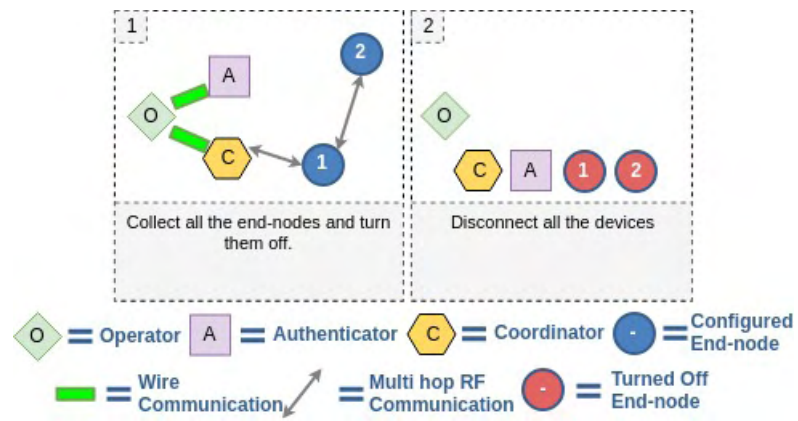 1
2
A
O
C
1
2
Collect all the end-nodes and turn
them off.
O
C
A
1
2
Disconnect all the devices
O = Operator
A = Authenticator
C = Coordinator
- = Configured
End-node
= Wire
Communication
= Multi hop RF
Communication
- = Turned Off
End-node